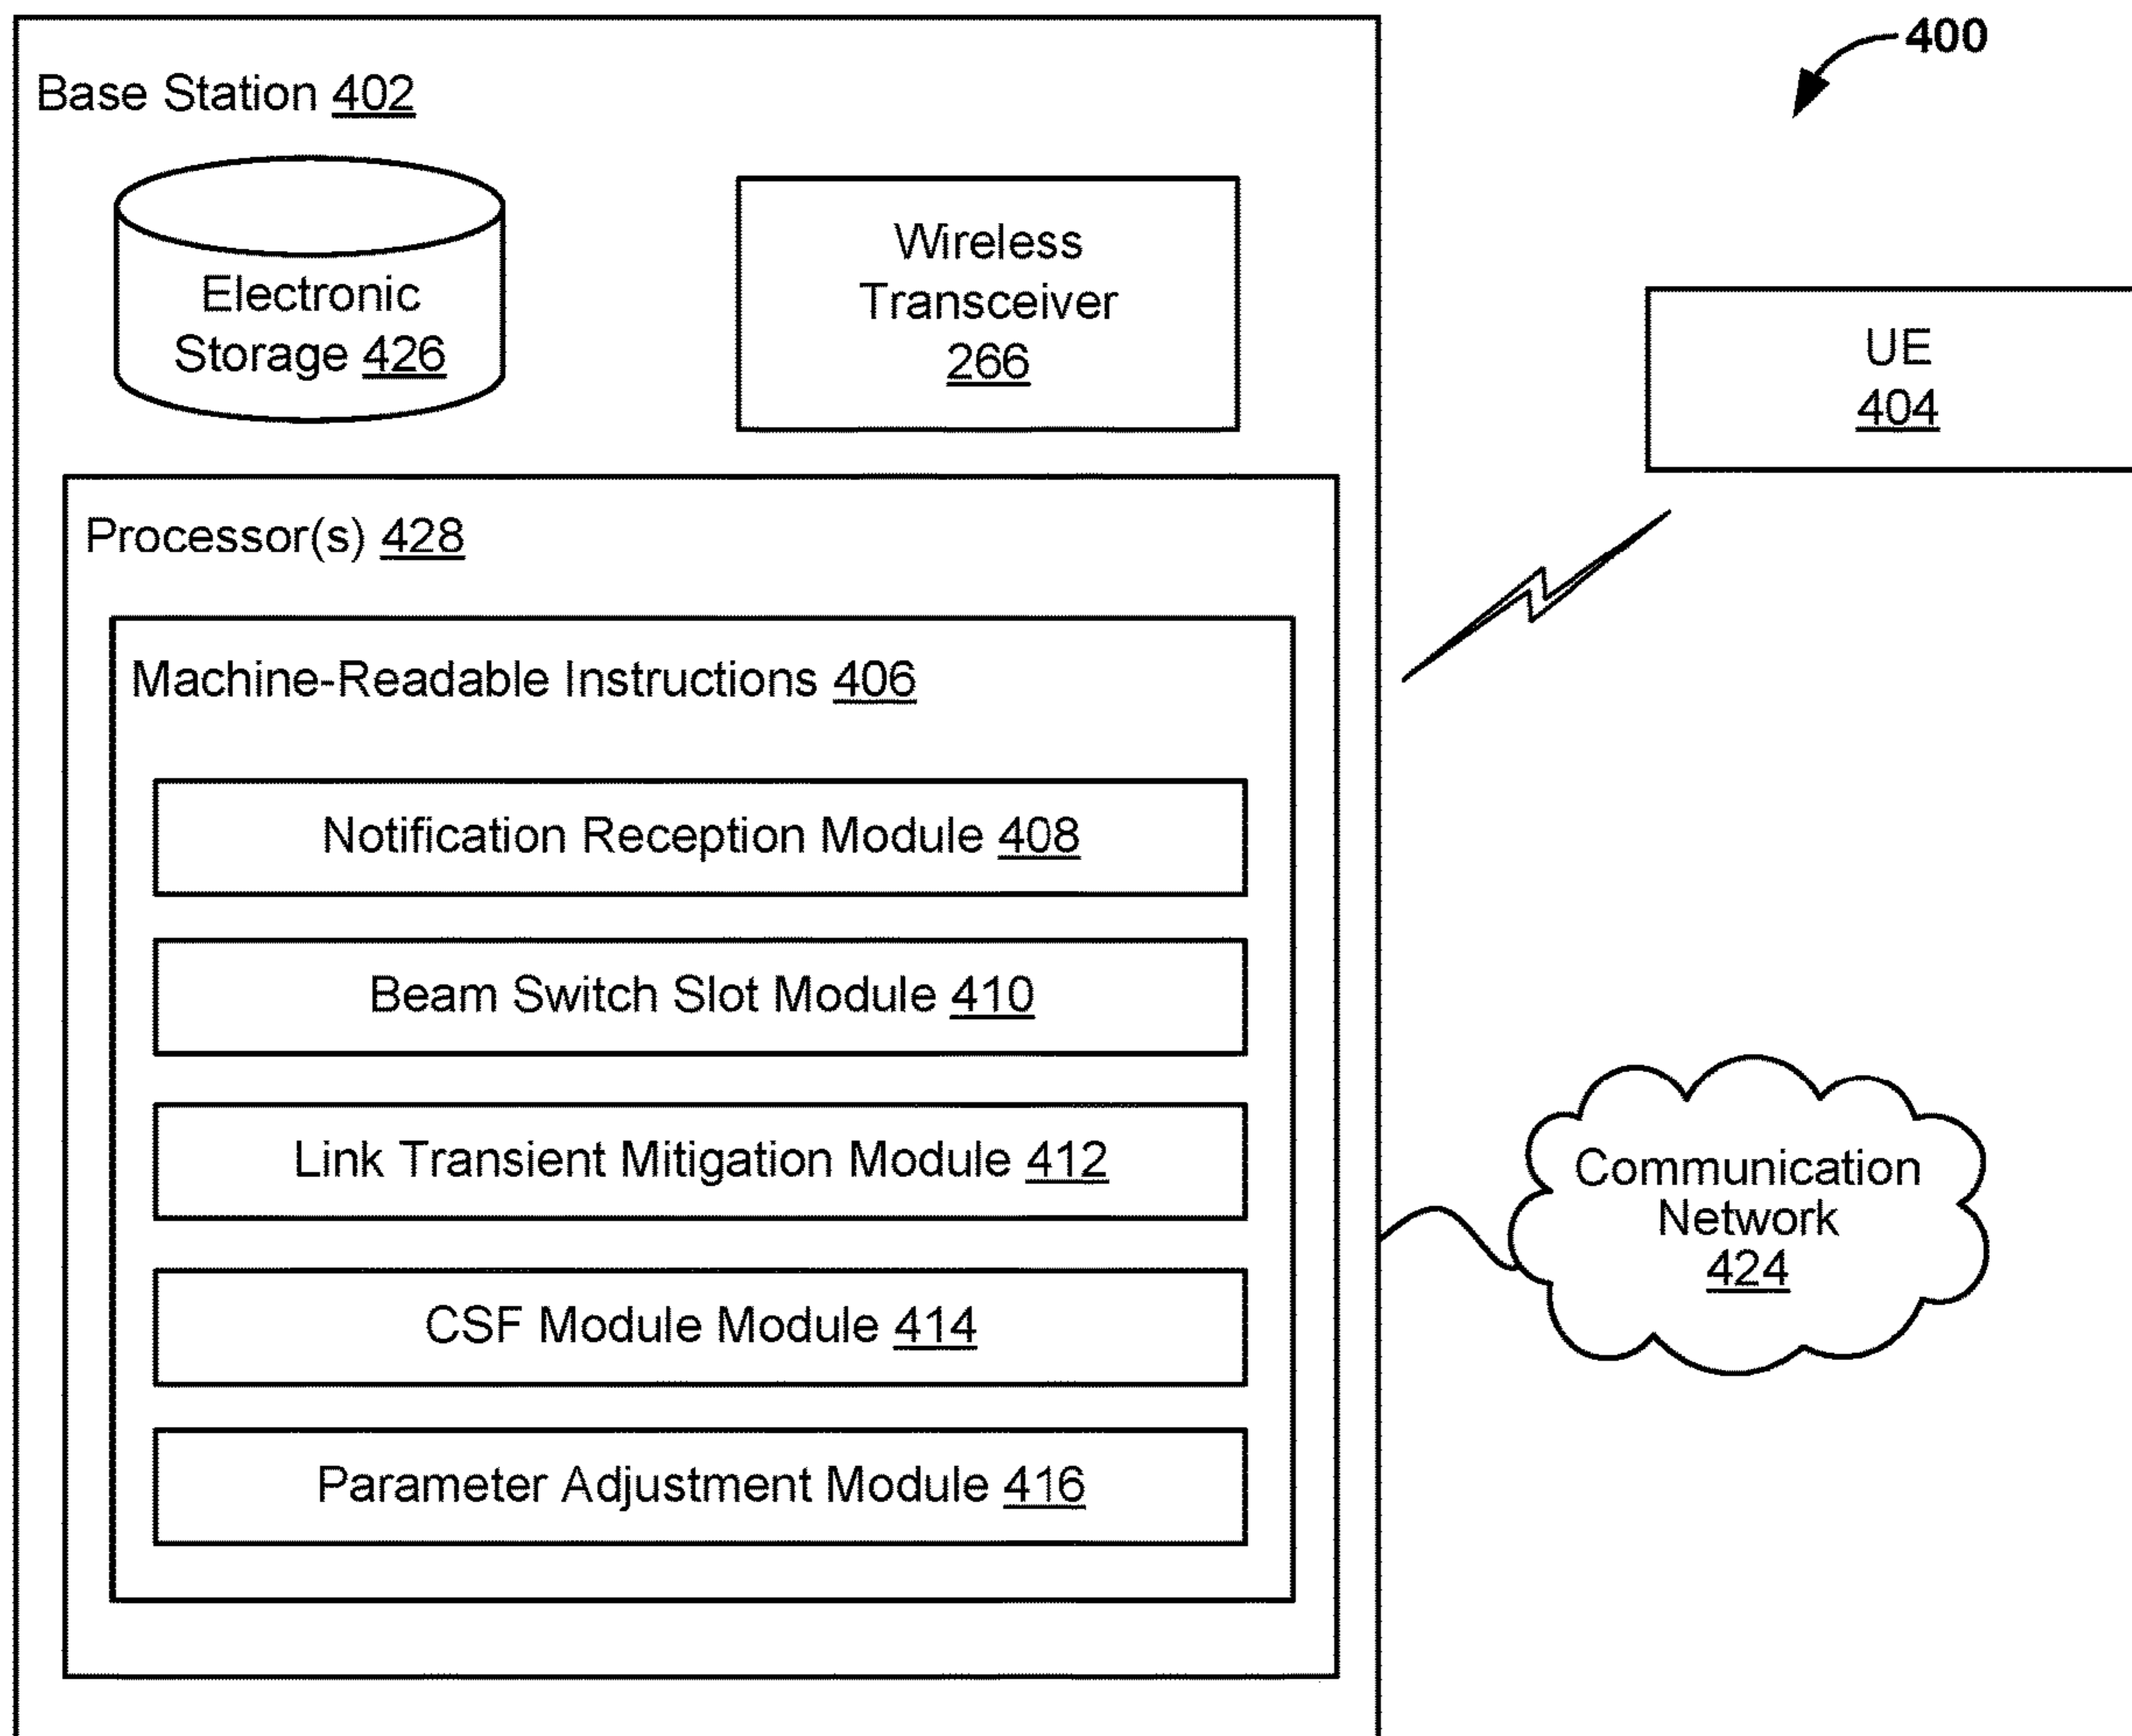 400
Base Station 402
Electronic
Storage 426
Wireless
Transceiver
266
UE
404
Processor(s) 428
Machine-Readable Instructions 406
Notification Reception Module 408
Beam Switch Slot Module 410
Link Transient Mitigation Module 412
CSF Module Module 414
Parameter Adjustment Module 416
Communication
Network
424